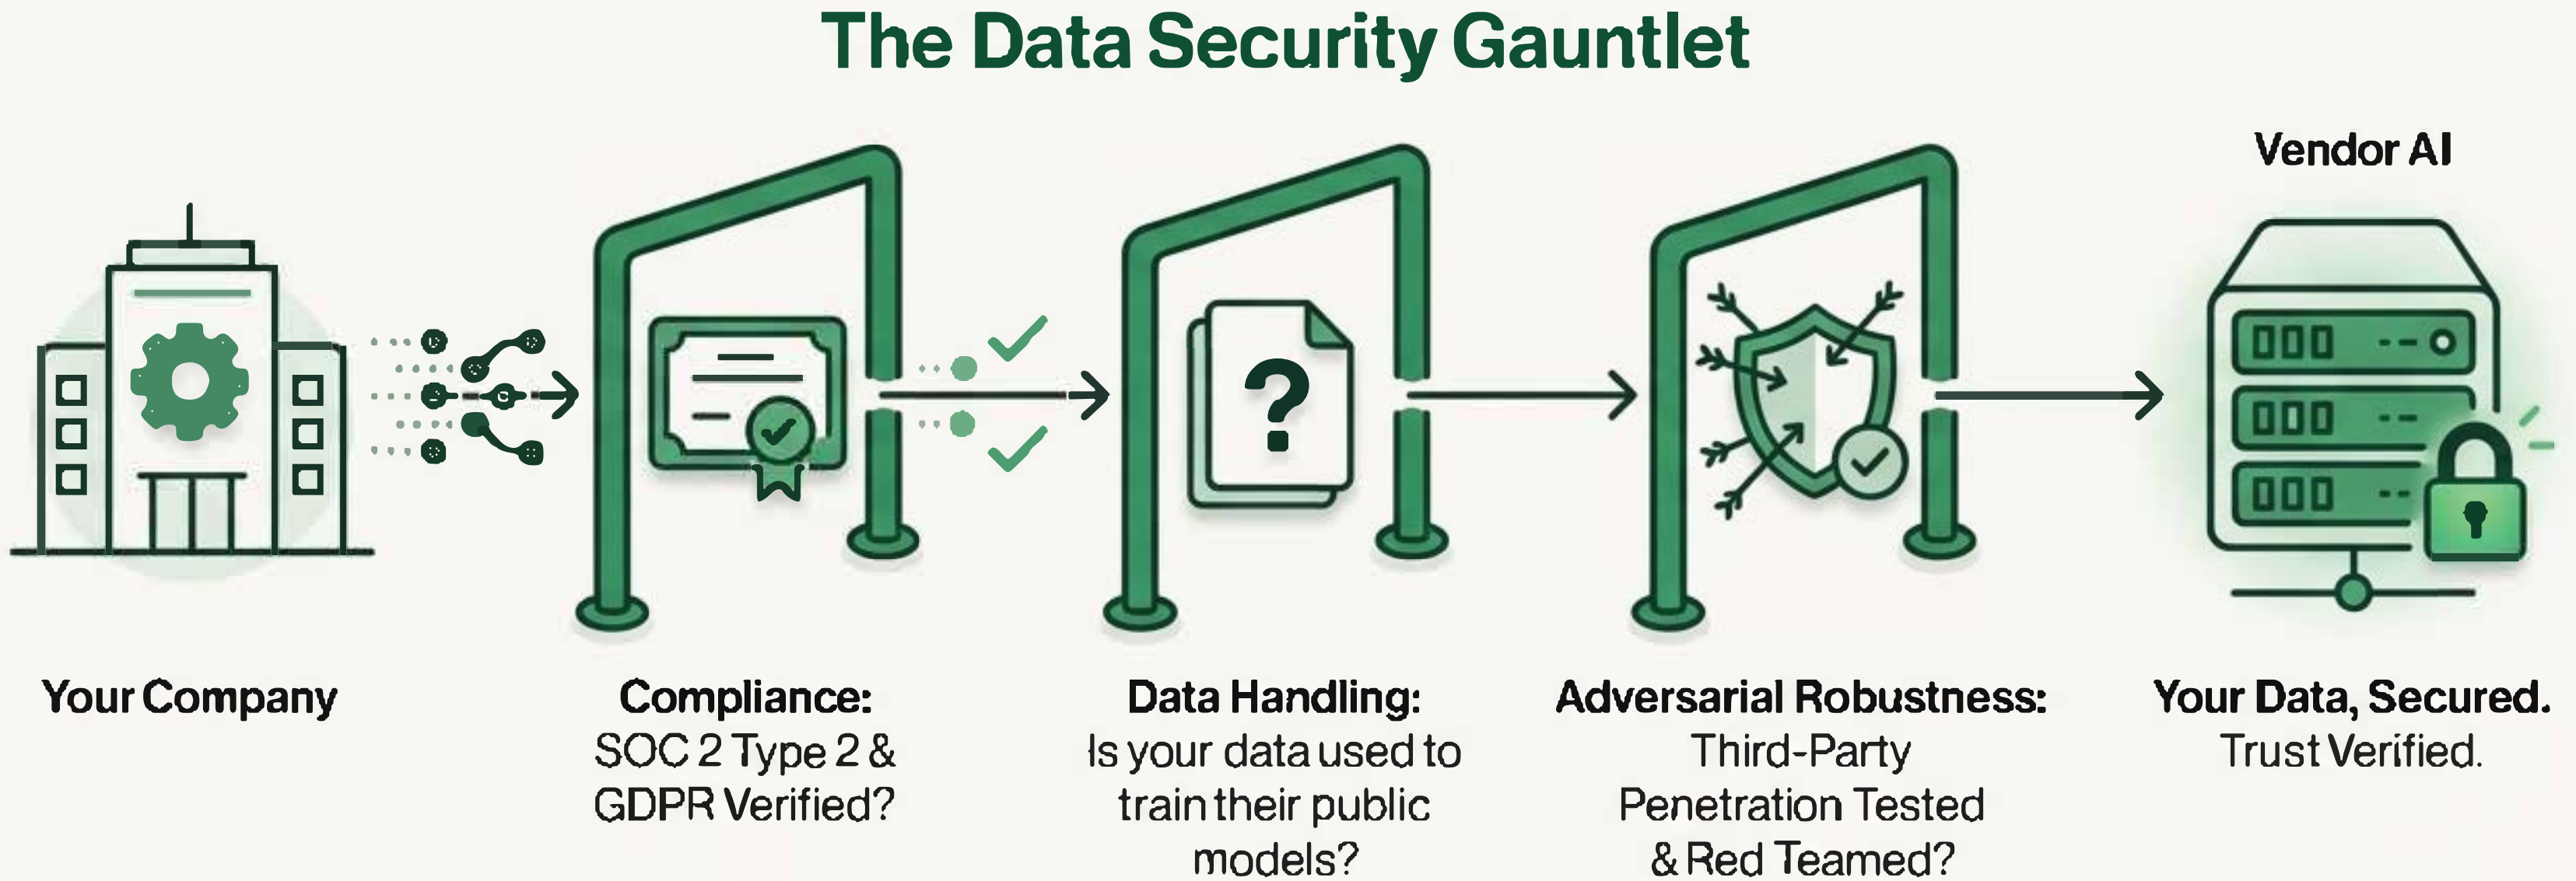 The Data Security Gauntlet
Vendor AI
Your Company
Compliance:
SOC 2 Type 2 &
GDPR Verified?
Data Handling:
Is your data used to
train their public
models?
Adversarial Robustness:
Third-Party
Penetration Tested
& Red Teamed?
Your Data, Secured.
Trust Verified.